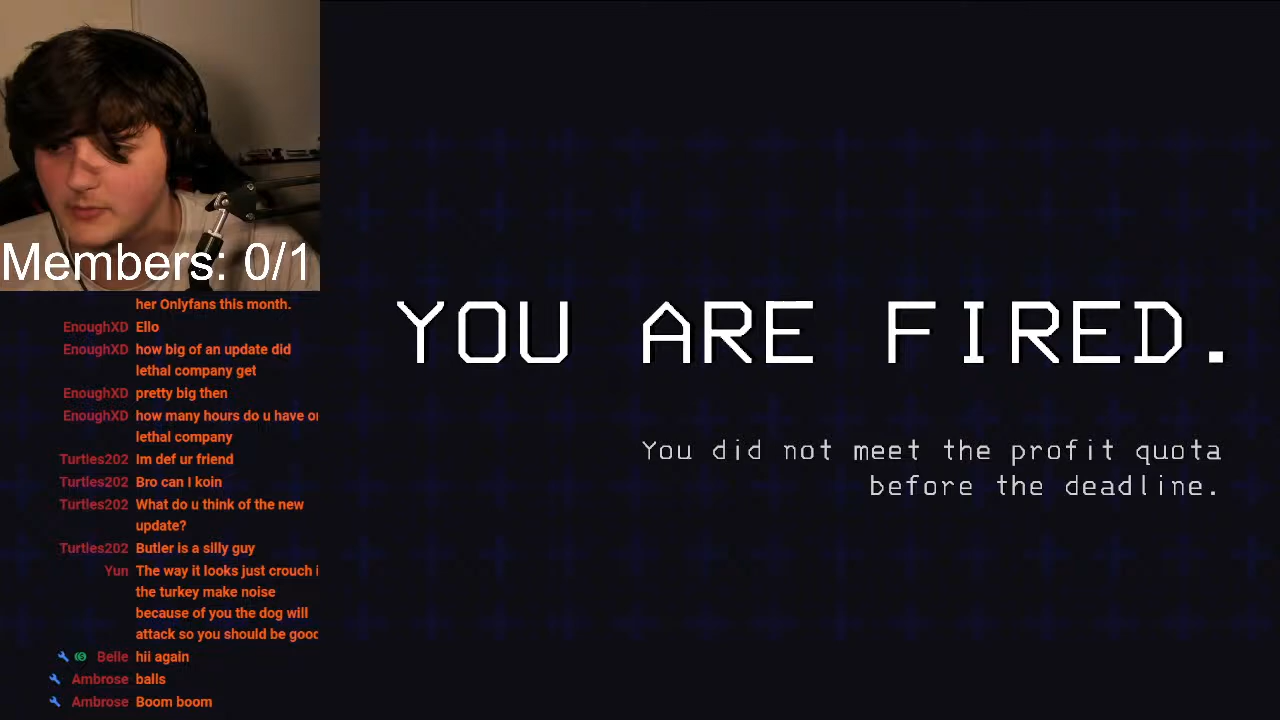 Members: 0/1
her Onlyfans this month.
EnoughXD Ello
EnoughXD how big of an update did
lethal company get
EnoughXD pretty big then
EnoughXD how many hours do u have
lethal company
Turtles202 Im def ur friend
Turtles202 Bro can I koin
Turtles202 What do u think of the new
update?
Turtles202 Butler is a silly guy
Yun The way it looks just crouch
the turkey make noise
because of you the dog will
attack so you should be good
Belle hii again
Ambrose balls
Ambrose Boom boom
YOU ARE FIRED.
You did not meet the profit quota
before the deadline.